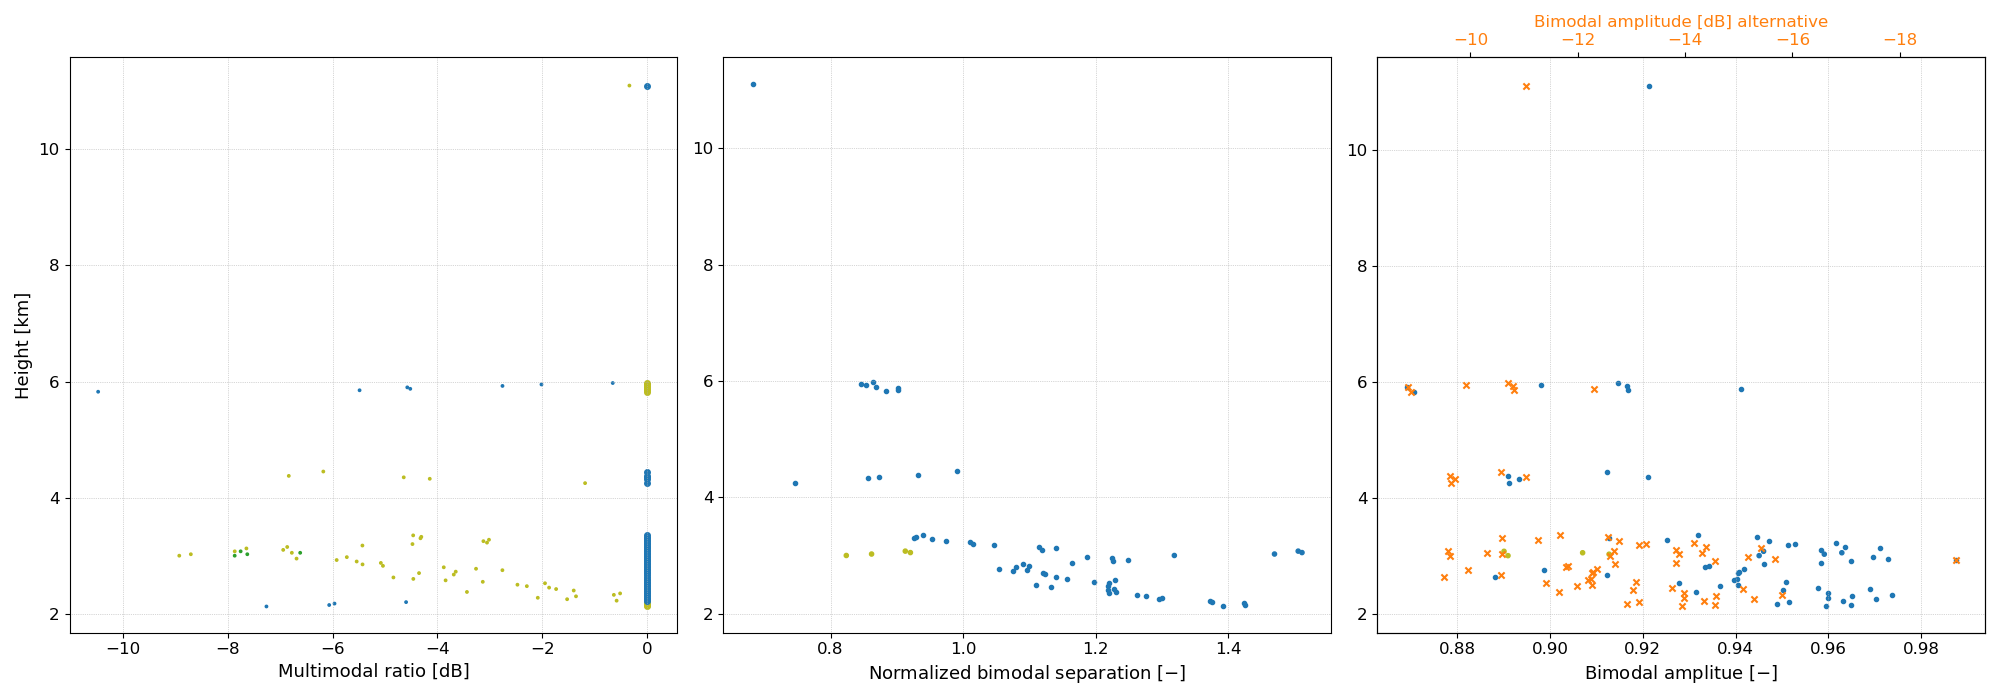 Bimodal amplitude [dB] alternative
−10 −12 −14 −16 −18
10 10 10
8 8 8
Height [km]
6 6 6
4 4 4
2 2 2
−10 −8 −6 −4 −2 0 0.8 1.0 1.2 1.4 0.88 0.90 0.92 0.94 0.96 0.98
Multimodal ratio [dB] Normalized bimodal separation [−] Bimodal amplitue [−]